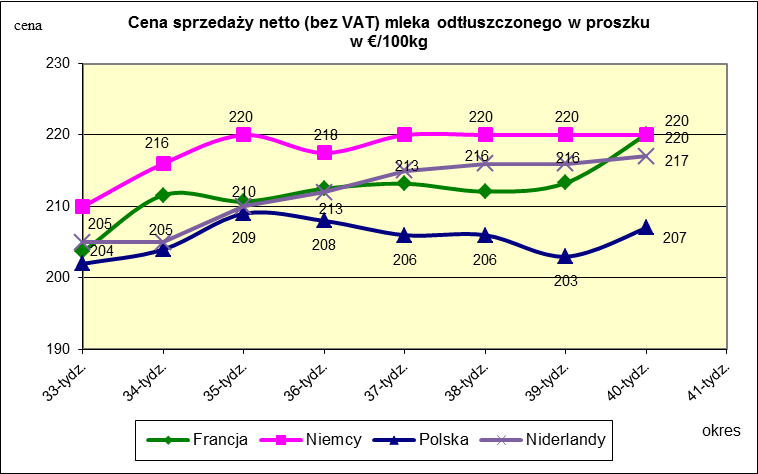 cena
Cena sprzedaży netto (bez VAT) mleka odtłuszczonego w proszku
w €/100kg
230
220
210
200
190
216
220
218
220
220
220
220
205
204
205
210
209
213
208
213
206
216
206
216
203
217
207
33-tydz.
34-tydz.
35-tydz.
36-tydz.
37-tydz.
38-tydz.
39-tydz.
40-tydz.
41-tydz.
okres
Francja
Niemcy
Polska
Niderlandy